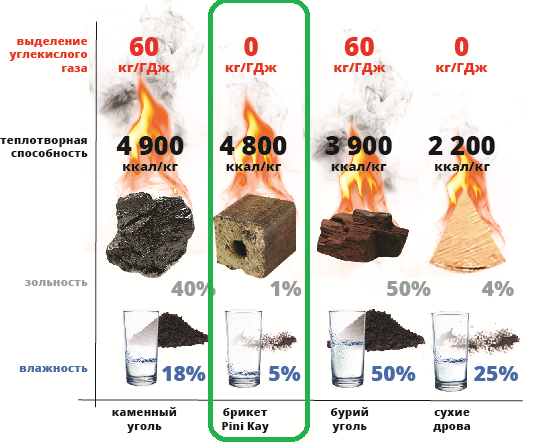 выделение
углекислого
газа
60
кг/ГДж
0
кг/ГДж
60
кг/ГДж
0
кг/ГДж
теплотворная
способность
4 900
ккал/кг
4 800
ккал/кг
3 900
ккал/кг
2 200
ккал/кг
зольность
40%
1%
50%
4%
влажность
18%
5%
50%
25%
каменный
уголь
брикет
Pini Kay
бурий
уголь
сухие
дрова